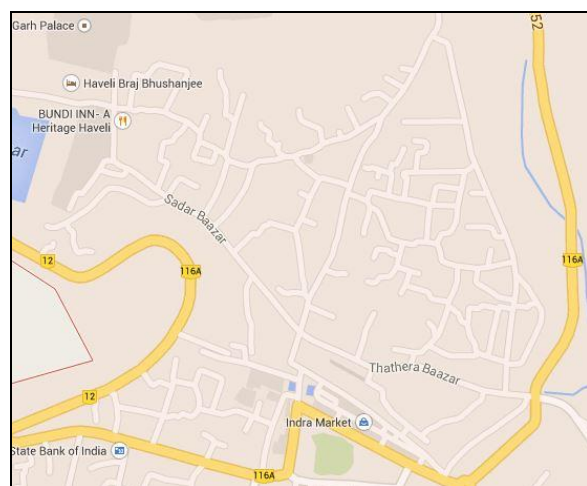 Garh Palace
52
Haveli Braj Bhushanjee
BUNDI INN- A
Heritage Haveli
ar
Sadar Baazar
12
116A
116A
Thathera Baazar
12
Indra Market
State Bank of India
116A